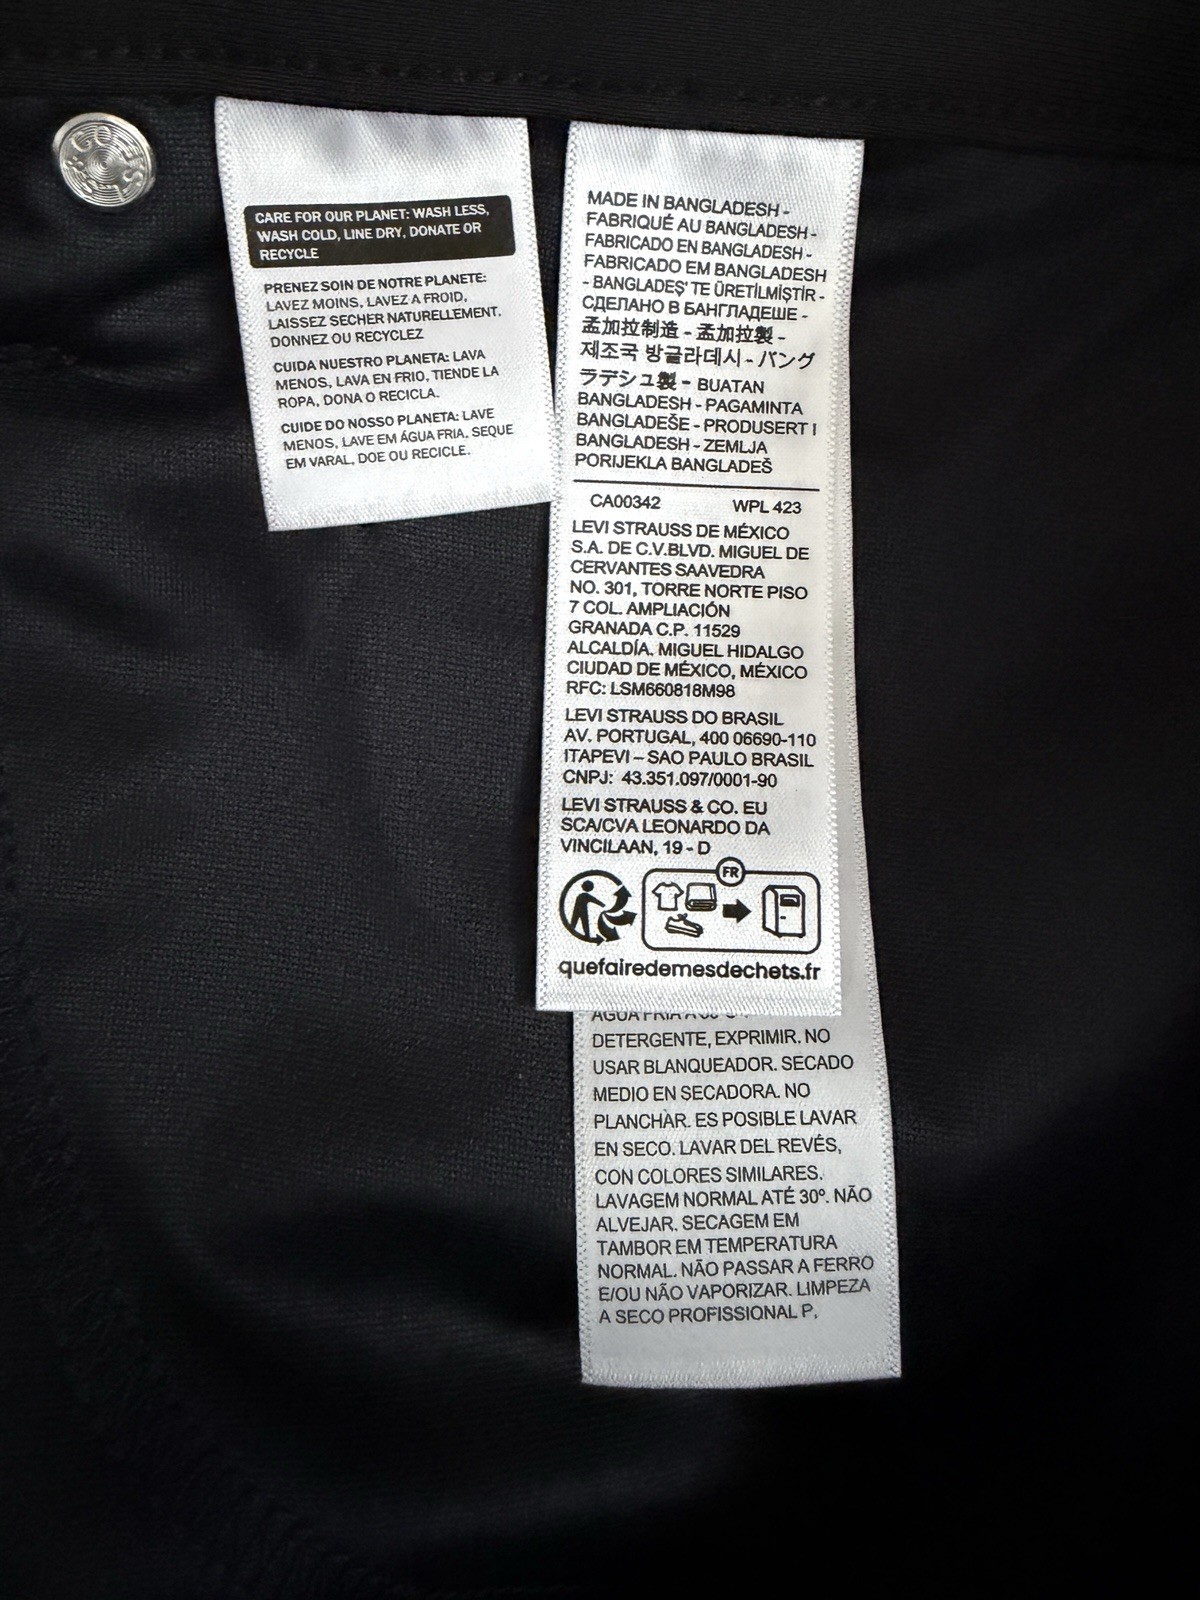 CARE FOR OUR PLANET: WASH LESS,
WASH COLD, LINE DRY, DONATE OR
RECYCLE
PRENEZ SOIN DE NOTRE PLANETE:
LAVEZ MOINS, LAVEZ A FROID,
LAISSEZ SECHER NATURELLEMENT.
DONNEZ OU RECYCLEZ
CUIDA NUESTRO PLANETA: LAVA
MENOS, LAVA EN FRIO, TIENDE LA
ROPA, DONA O RECICLA.
CUIDE DO NOSSO PLANETA: LAVE
MENOS, LAVE EM ÁGUA FRIA, SEQUE
EM VARAL, DOE OU RECICLE.
MADE IN BANGLADESH -
FABRIQUÉ AU BANGLADESH -
FABRICADO EN BANGLADESH -
FABRICADO EM BANGLADESH
- BANGLADEŞ' TE ÜRETİLMİŞTİR -
СДЕЛАНО В БАНГЛАДЕШЕ -
孟加拉制造 - 孟加拉製 -
제조국 방글라데시 - バング
ラデシュ製 - BUATAN
BANGLADESH - PAGAMINTA
BANGLADEŠE - PRODUSERT I
BANGLADESH - ZEMLJA
PORIJEKLA BANGLADEŠ
CA00342 WPL 423
LEVI STRAUSS DE MÉXICO
S.A. DE C.V.BLVD. MIGUEL DE
CERVANTES SAAVEDRA
NO. 301, TORRE NORTE PISO
7 COL. AMPLIACIÓN
GRANADA C.P. 11529
ALCALDÍA. MIGUEL HIDALGO
CIUDAD DE MÉXICO, MÉXICO
RFC: LSM660818M98
LEVI STRAUSS DO BRASIL
AV. PORTUGAL, 400 06690-110
ITAPEVI – SAO PAULO BRASIL
CNPJ: 43.351.097/0001-90
LEVI STRAUSS & CO. EU
SCA/CVA LEONARDO DA
VINCILAAN, 19 - D
FR
quefairedemesdechets.fr
AGUA FRIA A
DETERGENTE, EXPRIMIR. NO
USAR BLANQUEADOR. SECADO
MEDIO EN SECADORA. NO
PLANCHAR. ES POSIBLE LAVAR
EN SECO. LAVAR DEL REVÉS,
CON COLORES SIMILARES.
LAVAGEM NORMAL ATÉ 30º. NÃO
ALVEJAR. SECAGEM EM
TAMBOR EM TEMPERATURA
NORMAL. NÃO PASSAR A FERRO
E/OU NÃO VAPORIZAR. LIMPEZA
A SECO PROFISSIONAL P,